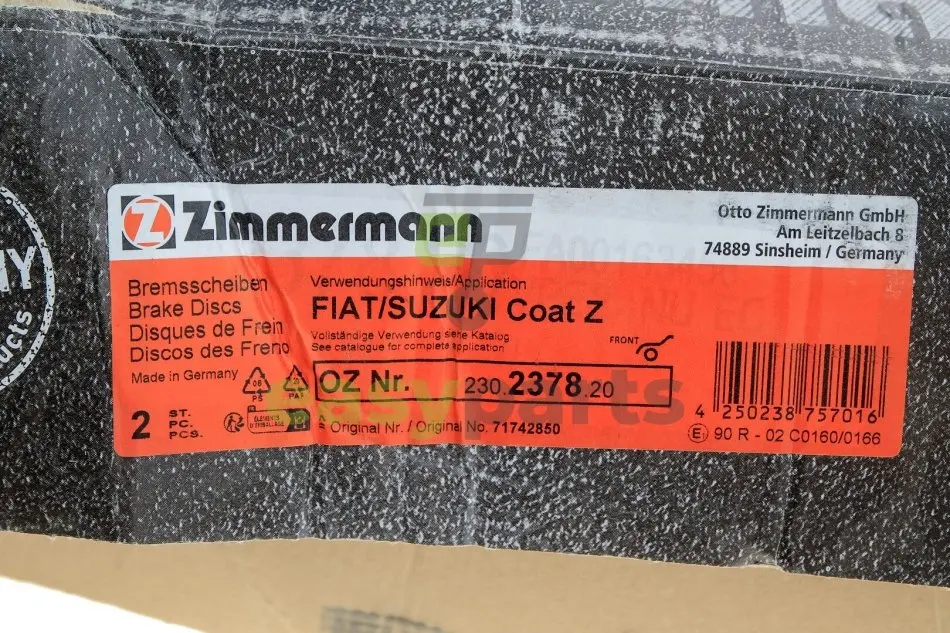 Z Zimmermann
Otto Zimmermann GmbH
Am Leitzelbach 8
74889 Sinsheim / Germany
Bremsscheiben
Brake Discs
Disques de Frein
Discos des Freno
Made in Germany
2 ST.
PC.
PCS.
Verwendungshinweis/Application
FIAT/SUZUKI Coat Z
Vollständige Verwendung siehe Katalog
See catalogue for complete application
FRONT
OZ Nr. 230.2378.20
= Original Nr. / Original No. 71742850
4 250238 757016
90 R - 02 C0160/0166
easyparts